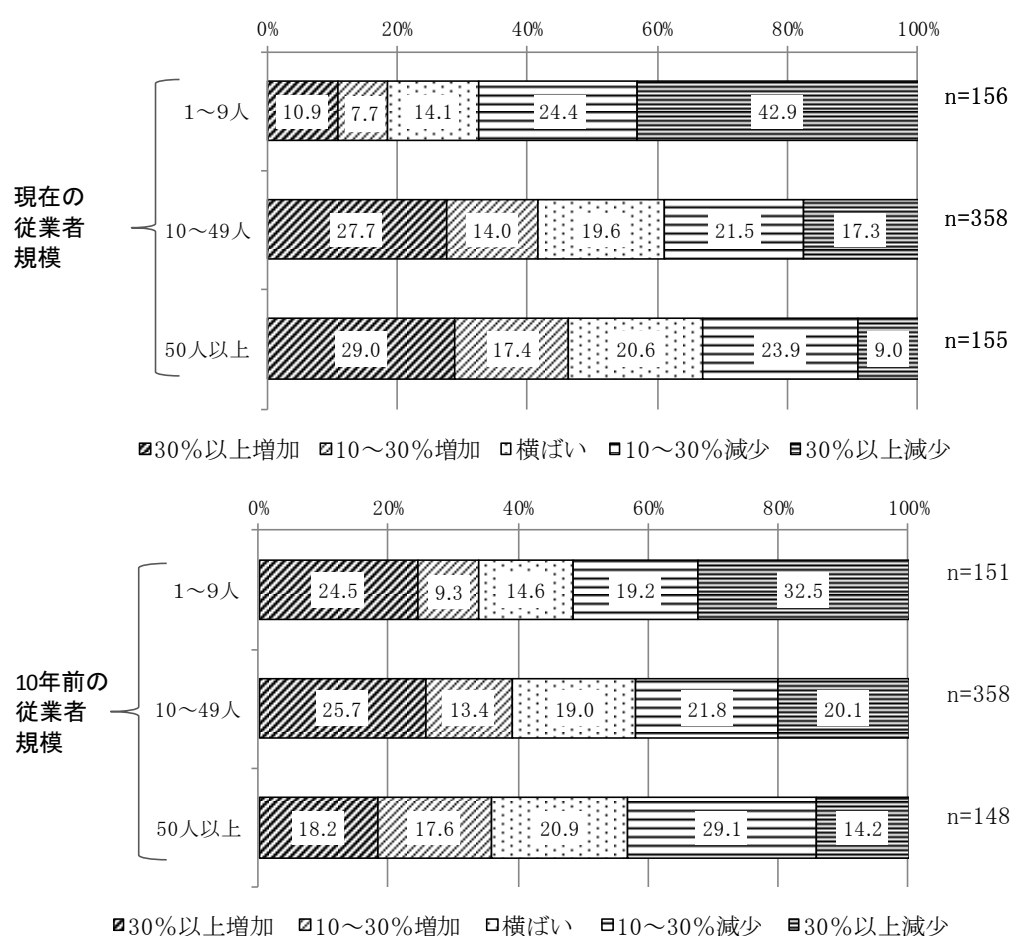 0% 20% 40% 60% 80% 100%
1～9人 10.9 7.7 14.1 24.4 42.9 n=156
現在の
従業者
規模
10～49人 27.7 14.0 19.6 21.5 17.3 n=358
50人以上 29.0 17.4 20.6 23.9 9.0 n=155
30％以上増加 10～30％増加 横ばい 10～30％減少 30％以上減少
0% 20% 40% 60% 80% 100%
1～9人 24.5 9.3 14.6 19.2 32.5 n=151
10年前の
従業者
規模
10～49人 25.7 13.4 19.0 21.8 20.1 n=358
50人以上 18.2 17.6 20.9 29.1 14.2 n=148
30％以上増加 10～30％増加 横ばい 10～30％減少 30％以上減少